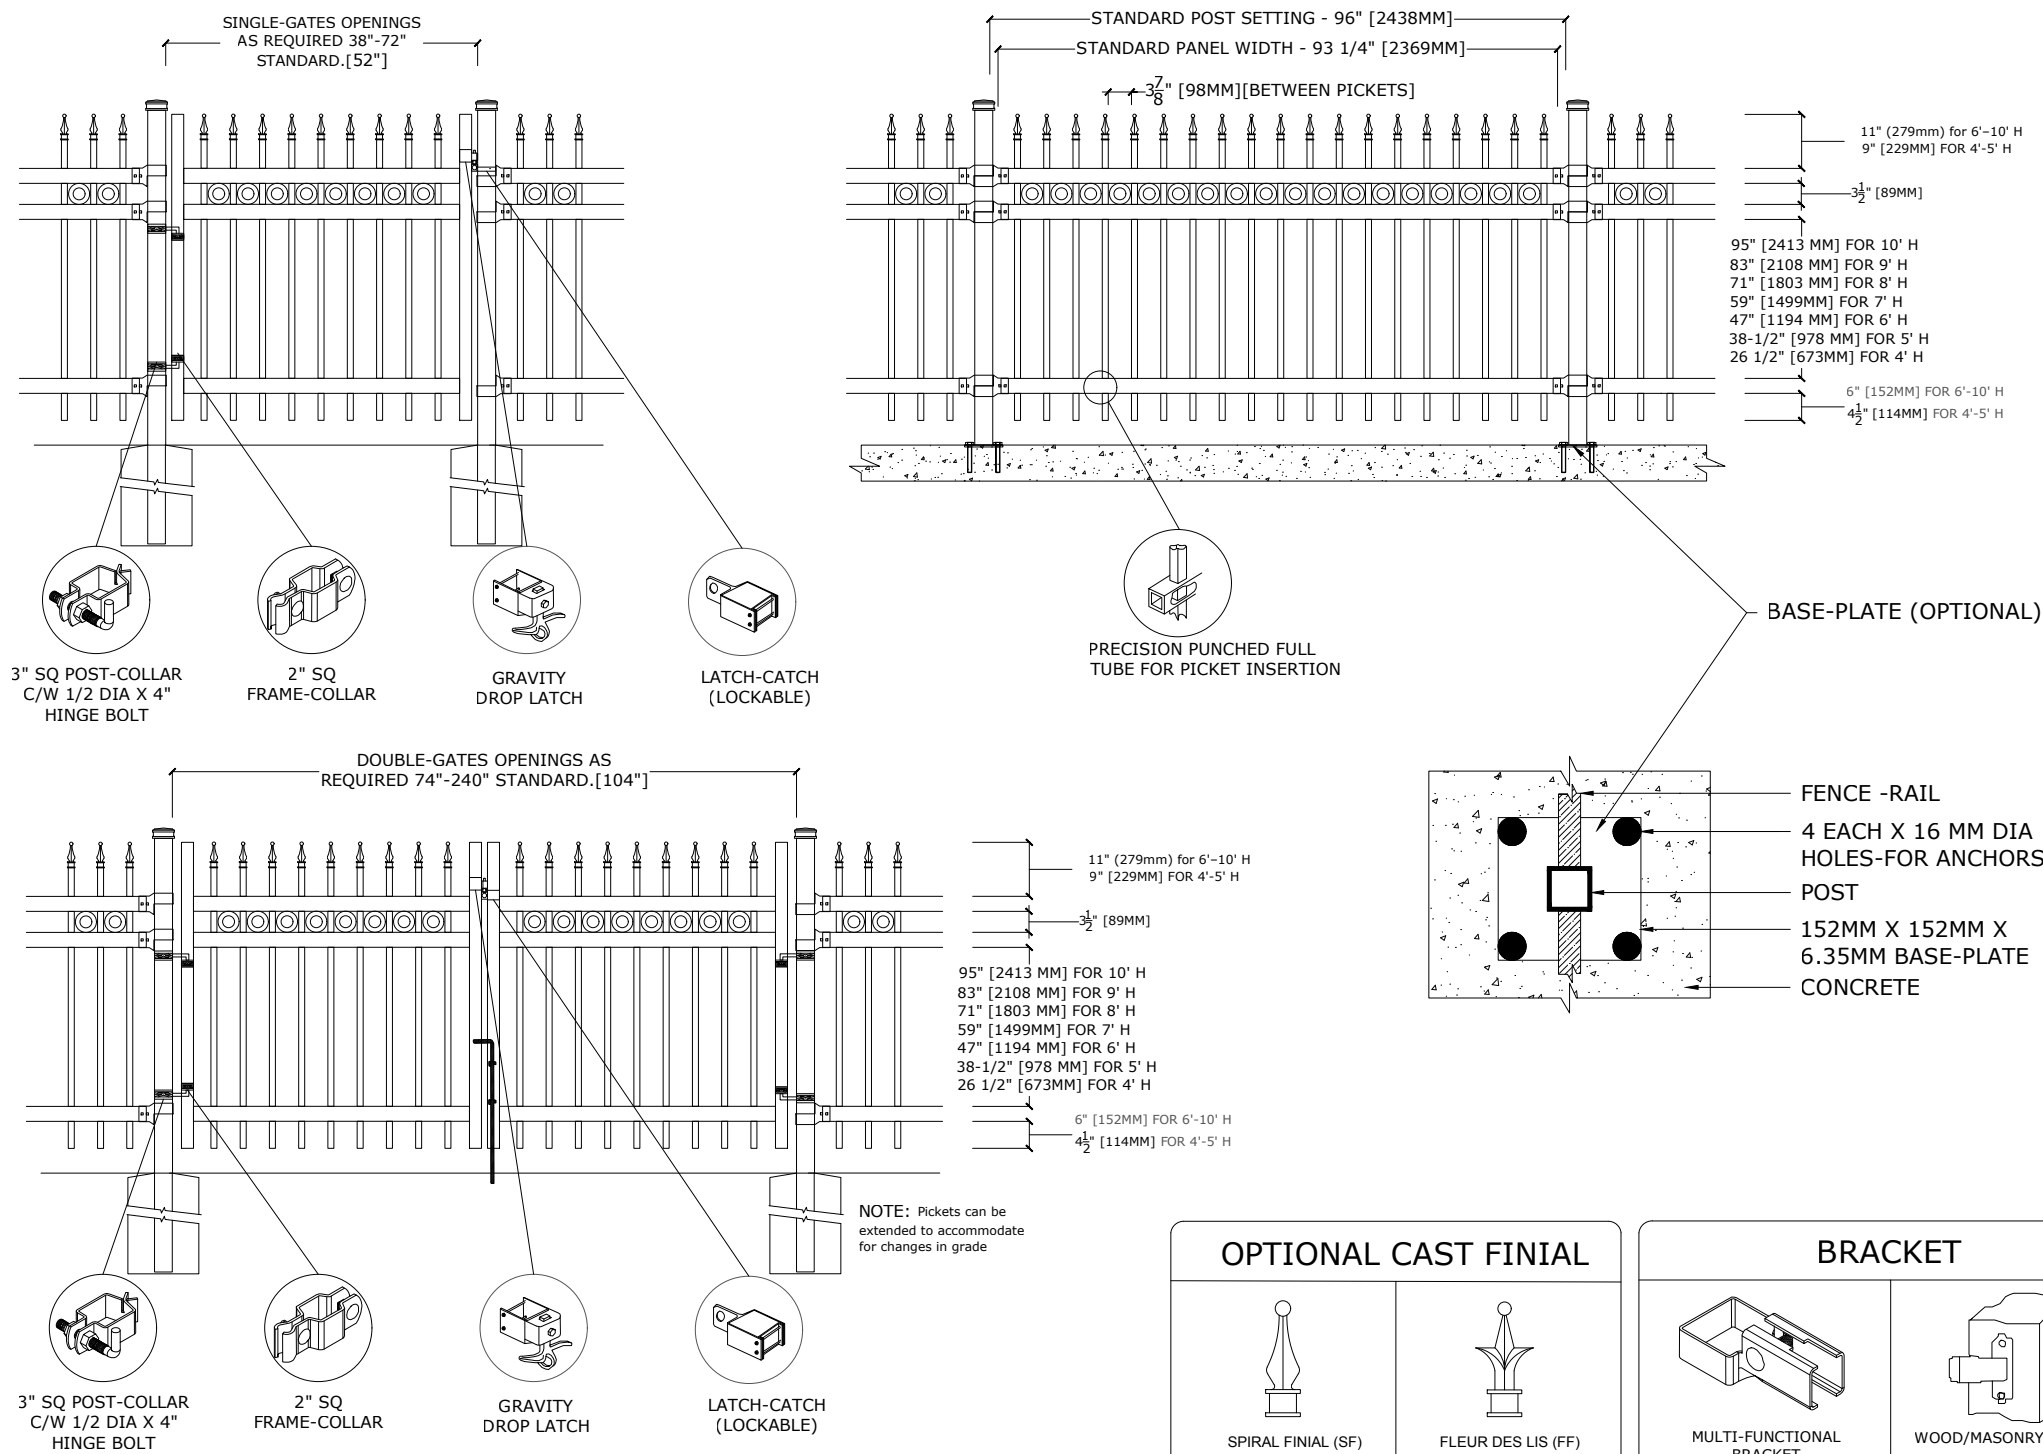 SINGLE-GATES OPENINGS
AS REQUIRED 38"-72"
STANDARD.[52"]
STANDARD POST SETTING - 96" [2438MM]
STANDARD PANEL WIDTH - 93 1/4" [2369MM]
3 7/8" [98MM][BETWEEN PICKETS]
11" (279mm) for 6'-10' H
9" [229MM] FOR 4'-5' H
3 1/2" [89MM]
95" [2413 MM] FOR 10' H
83" [2108 MM] FOR 9' H
71" [1803 MM] FOR 8' H
59" [1499MM] FOR 7' H
47" [1194 MM] FOR 6' H
38-1/2" [978 MM] FOR 5' H
26 1/2" [673MM] FOR 4' H
6" [152MM] FOR 6'-10' H
4 1/2" [114MM] FOR 4'-5' H
3" SQ POST-COLLAR
C/W 1/2 DIA X 4"
HINGE BOLT
2" SQ
FRAME-COLLAR
GRAVITY
DROP LATCH
LATCH-CATCH
(LOCKABLE)
PRECISION PUNCHED FULL
TUBE FOR PICKET INSERTION
BASE-PLATE (OPTIONAL)
FENCE -RAIL
4 EACH X 16 MM DIA
HOLES-FOR ANCHORS
POST
152MM X 152MM X
6.35MM BASE-PLATE
CONCRETE
DOUBLE-GATES OPENINGS AS
REQUIRED 74"-240" STANDARD.[104"]
11" (279mm) for 6'-10' H
9" [229MM] FOR 4'-5' H
3 1/2" [89MM]
95" [2413 MM] FOR 10' H
83" [2108 MM] FOR 9' H
71" [1803 MM] FOR 8' H
59" [1499MM] FOR 7' H
47" [1194 MM] FOR 6' H
38-1/2" [978 MM] FOR 5' H
26 1/2" [673MM] FOR 4' H
6" [152MM] FOR 6'-10' H
4 1/2" [114MM] FOR 4'-5' H
NOTE: Pickets can be
extended to accommodate
for changes in grade
3" SQ POST-COLLAR
C/W 1/2 DIA X 4"
HINGE BOLT
2" SQ
FRAME-COLLAR
GRAVITY
DROP LATCH
LATCH-CATCH
(LOCKABLE)
OPTIONAL CAST FINIAL
SPIRAL FINIAL (SF)
FLEUR DES LIS (FF)
BRACKET
MULTI-FUNCTIONAL
BRACKET
WOOD/MASONRY